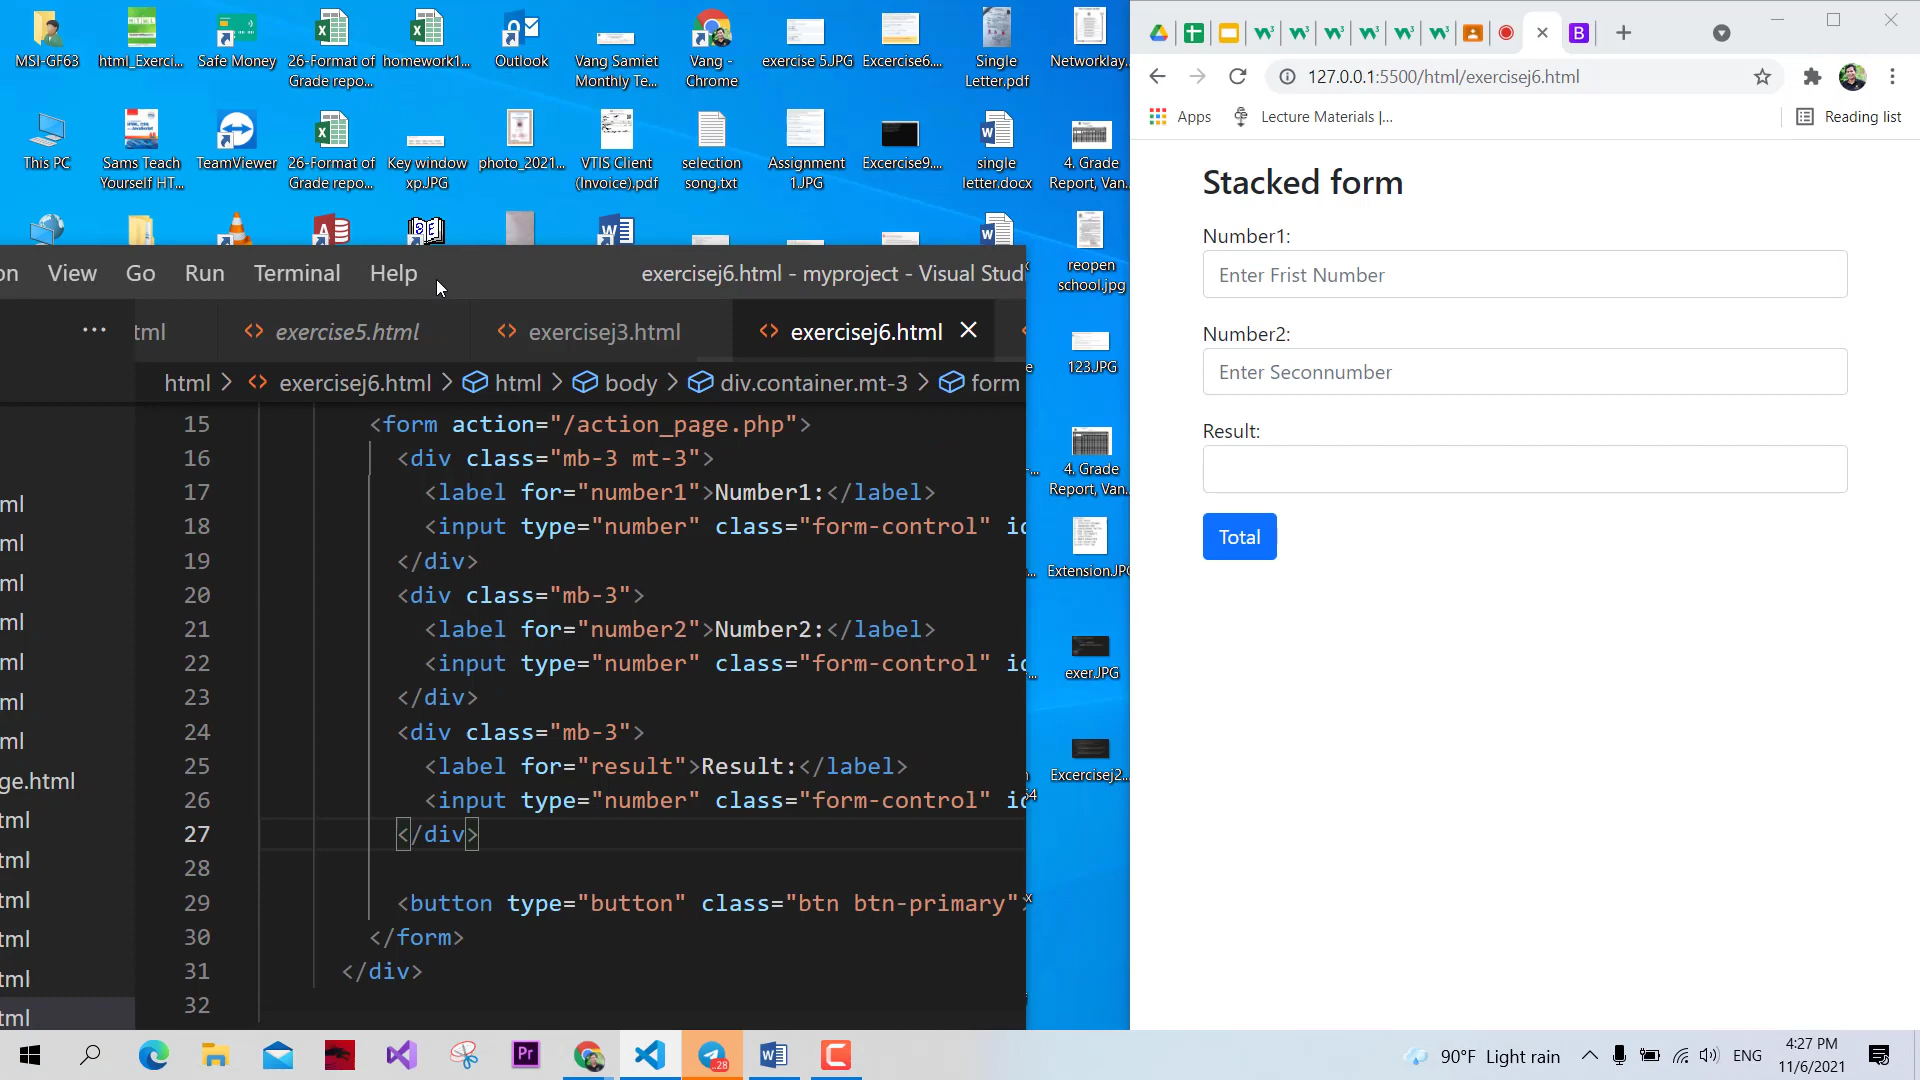 MSI-GF63
html_Exerci...
Safe Money
26-Format of
Grade repo...
homework1...
Outlook
Vang Samiet
Monthly Te...
Vang -
Chrome
exercise 5.JPG
Excercise6....
Single
Letter.pdf
Networklay...
This PC
Sams Teach
Yourself HT...
TeamViewer
26-Format of
Grade repo...
Key window
xp.JPG
photo_2021...
VTIS Client
(Invoice).pdf
selection
song.txt
Assignment
1.JPG
Excercise9....
single
letter.docx
4. Grade
Report, Van...
reopen
school.jpg
123.JPG
4. Grade
Report, Van...
Extension.JPG
exer.JPG
Excercisej2...
on View Go Run Terminal Help exercisej6.html - myproject - Visual Stud
... tml exercise5.html exercisej3.html exercisej6.html
html > exercisej6.html > html > body > div.container.mt-3 > form
ml
ml
ml
ml
ml
ml
ml
ge.html
tml
tml
tml
tml
tml
tml
15 <form action="/action_page.php">
16 <div class="mb-3 mt-3">
17 <label for="number1">Number1:</label>
18 <input type="number" class="form-control" id
19 </div>
20 <div class="mb-3">
21 <label for="number2">Number2:</label>
22 <input type="number" class="form-control" id
23 </div>
24 <div class="mb-3">
25 <label for="result">Result:</label>
26 <input type="number" class="form-control" id
27 </div>
28
29 <button type="button" class="btn btn-primary">
30 </form>
31 </div>
32
127.0.0.1:5500/html/exercisej6.html
Apps Lecture Materials |... Reading list
Stacked form
Number1:
Enter Frist Number
Number2:
Enter Seconnumber
Result:
Total
Pr
28
90°F Light rain ENG 4:27 PM
11/6/2021